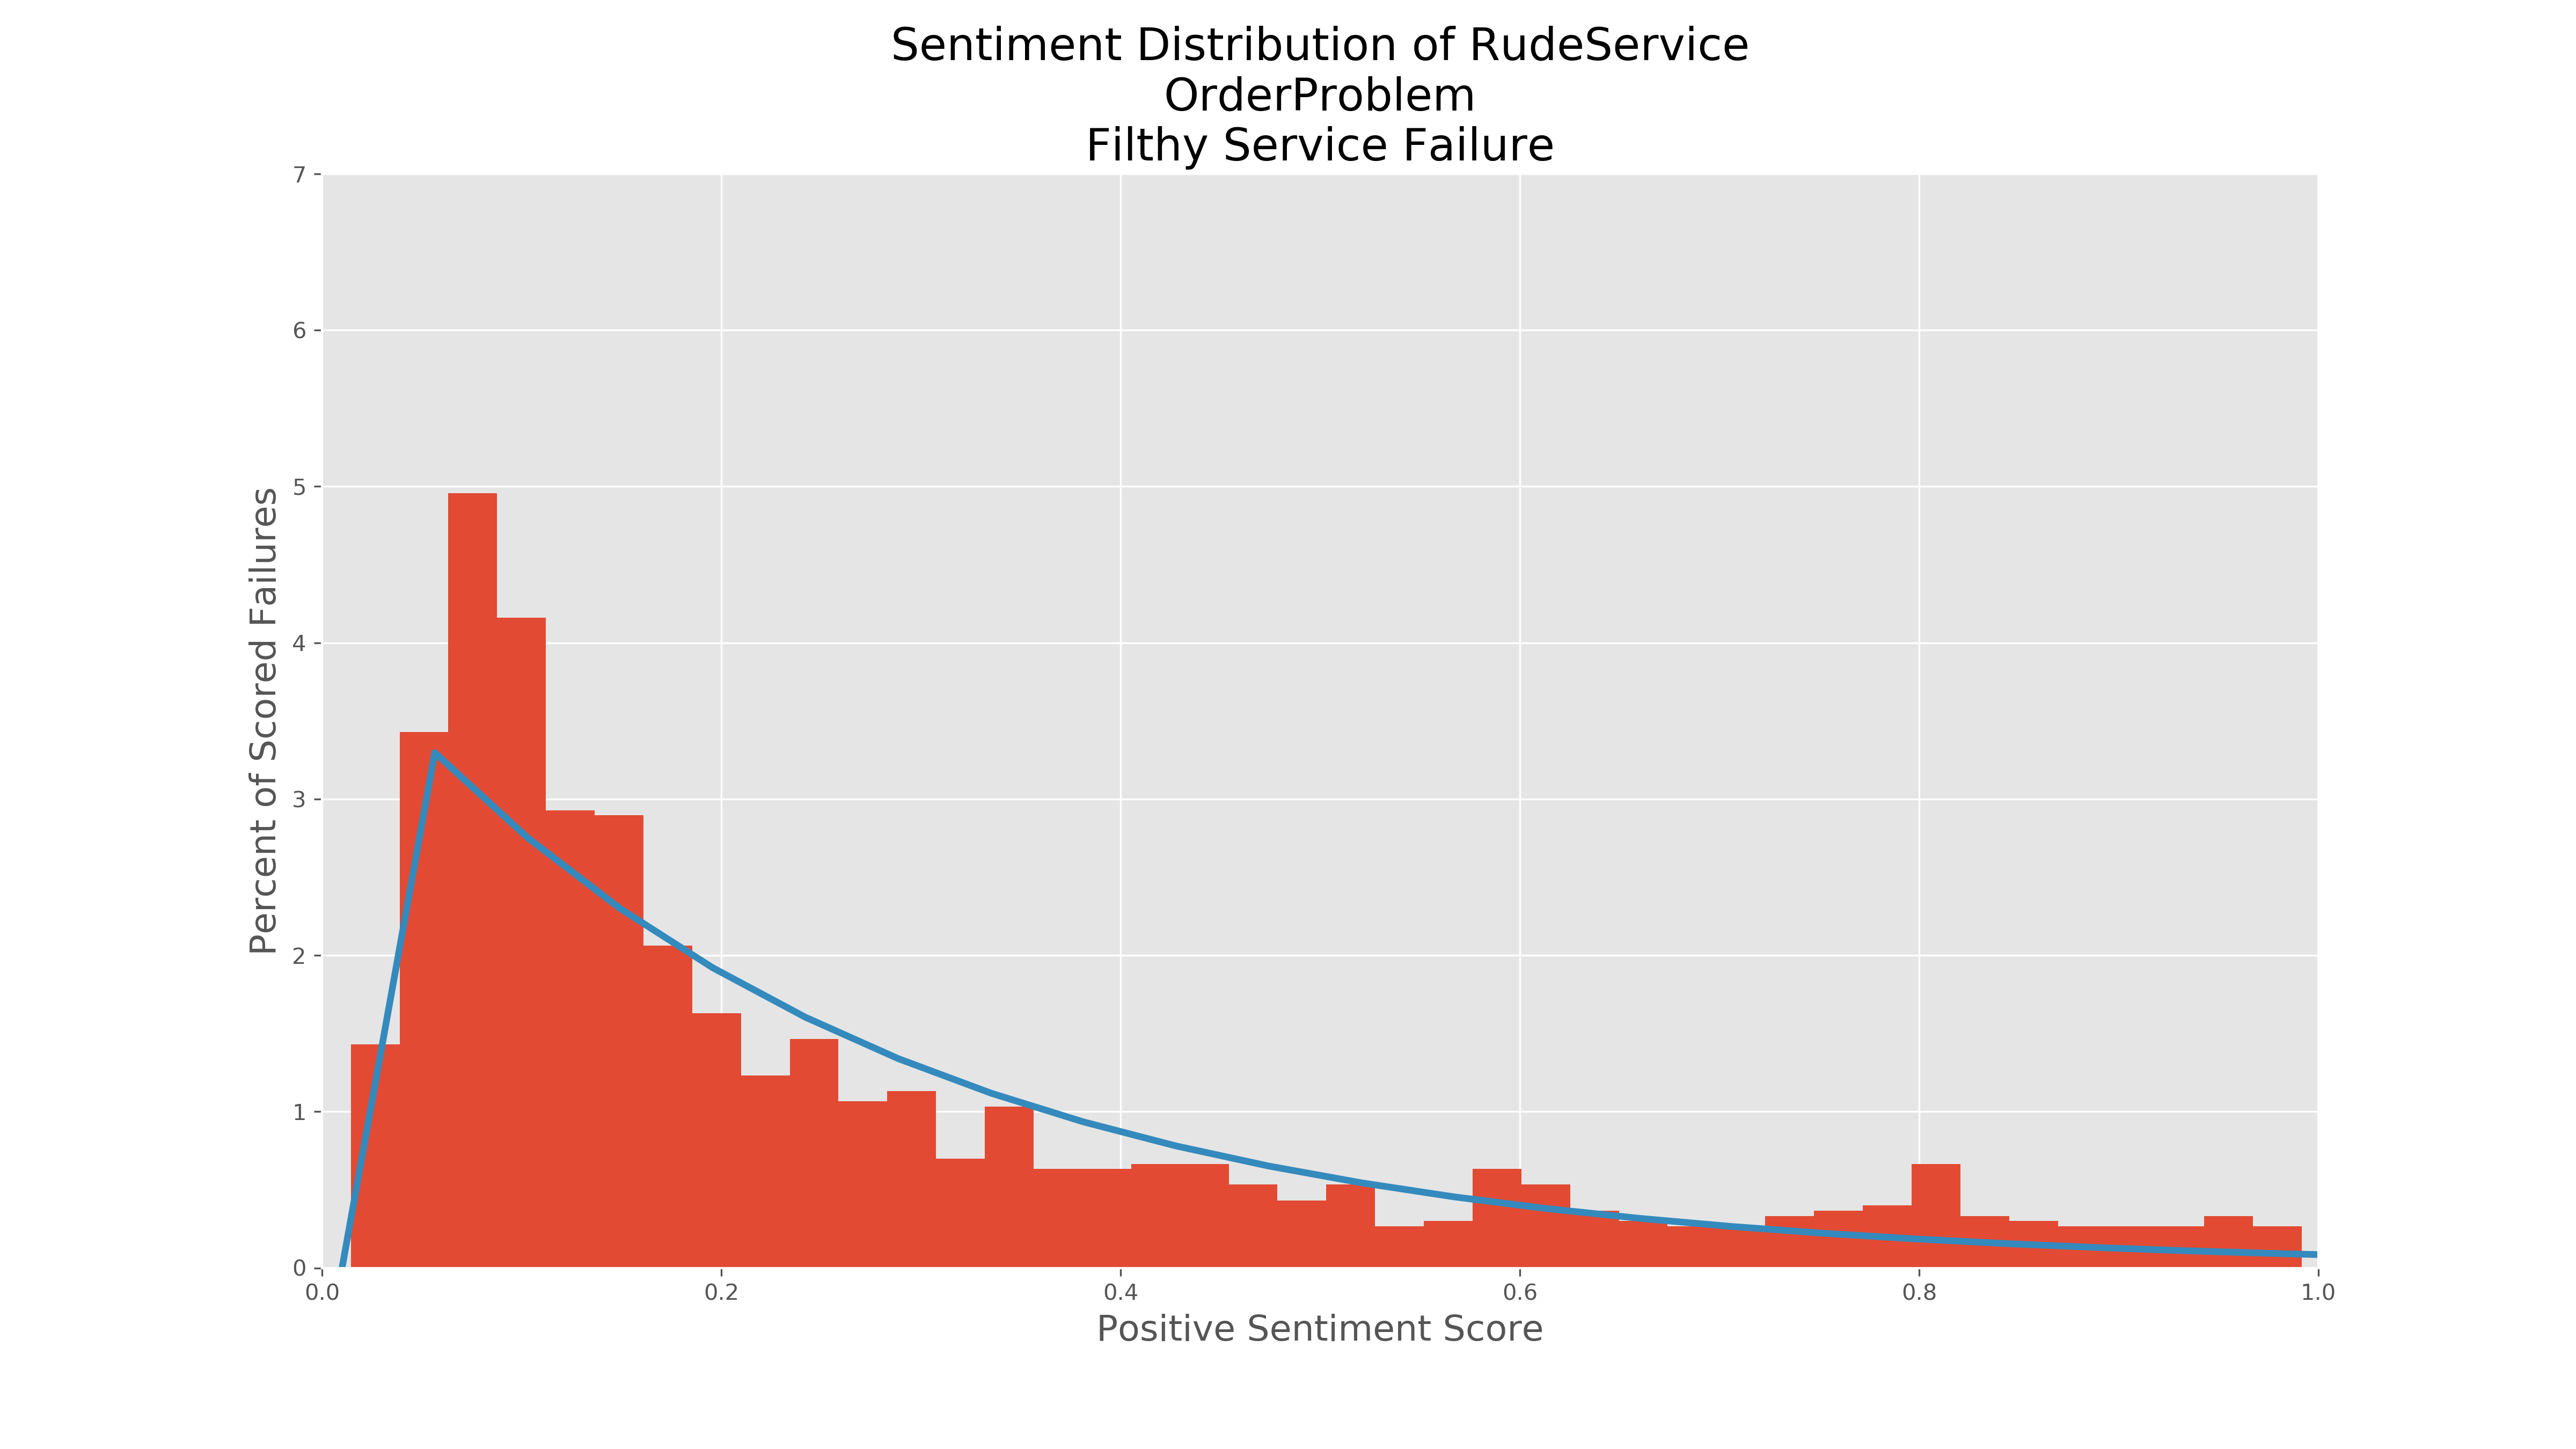 Sentiment Distribution of RudeService
OrderProblem
Filthy Service Failure
7
6
5
4
3
2
1
0
Percent of Scored Failures
0.0 0.2 0.4 0.6 0.8 1.0
Positive Sentiment Score